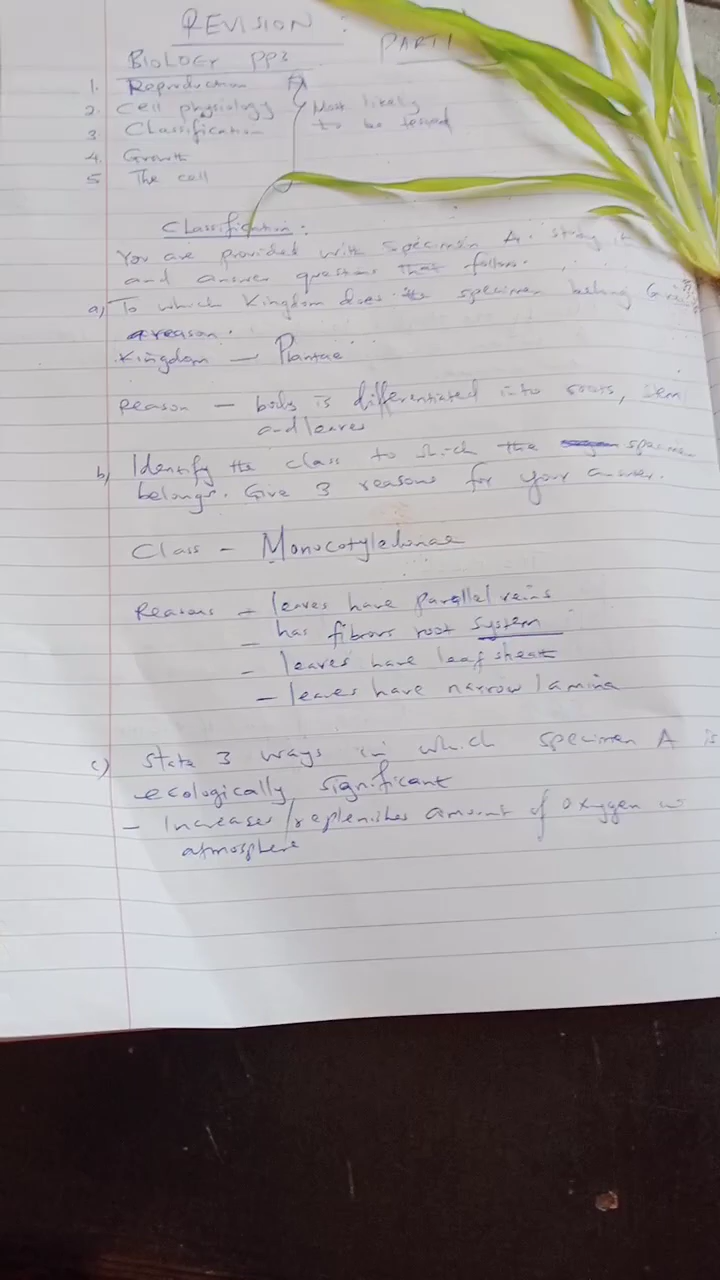 REVISION :
PART 1
BIOLOGY PP3
1. Reproduction
2. Cell physiology
3 Classification
4. Growth
5 The cell
Most likely
to be tested
Classification :
You are provided with specimen A. study it
and answer questions that follow.
a) To which Kingdom does the specimen belong Give
a reason.
Kingdom — Plantae
Reason — body is differentiated into roots, stem
and leaves
b) Identify the class to which the specimen
belongs. Give 3 reasons for your answer.
Class — Monocotyledonae
Reasons — leaves have parallel veins
— has fibrous root system
— leaves have leaf sheath
— leaves have narrow lamina
c) State 3 ways in which specimen A is
ecologically significant
— Increases/replenishes amount of oxygen
atmosphere